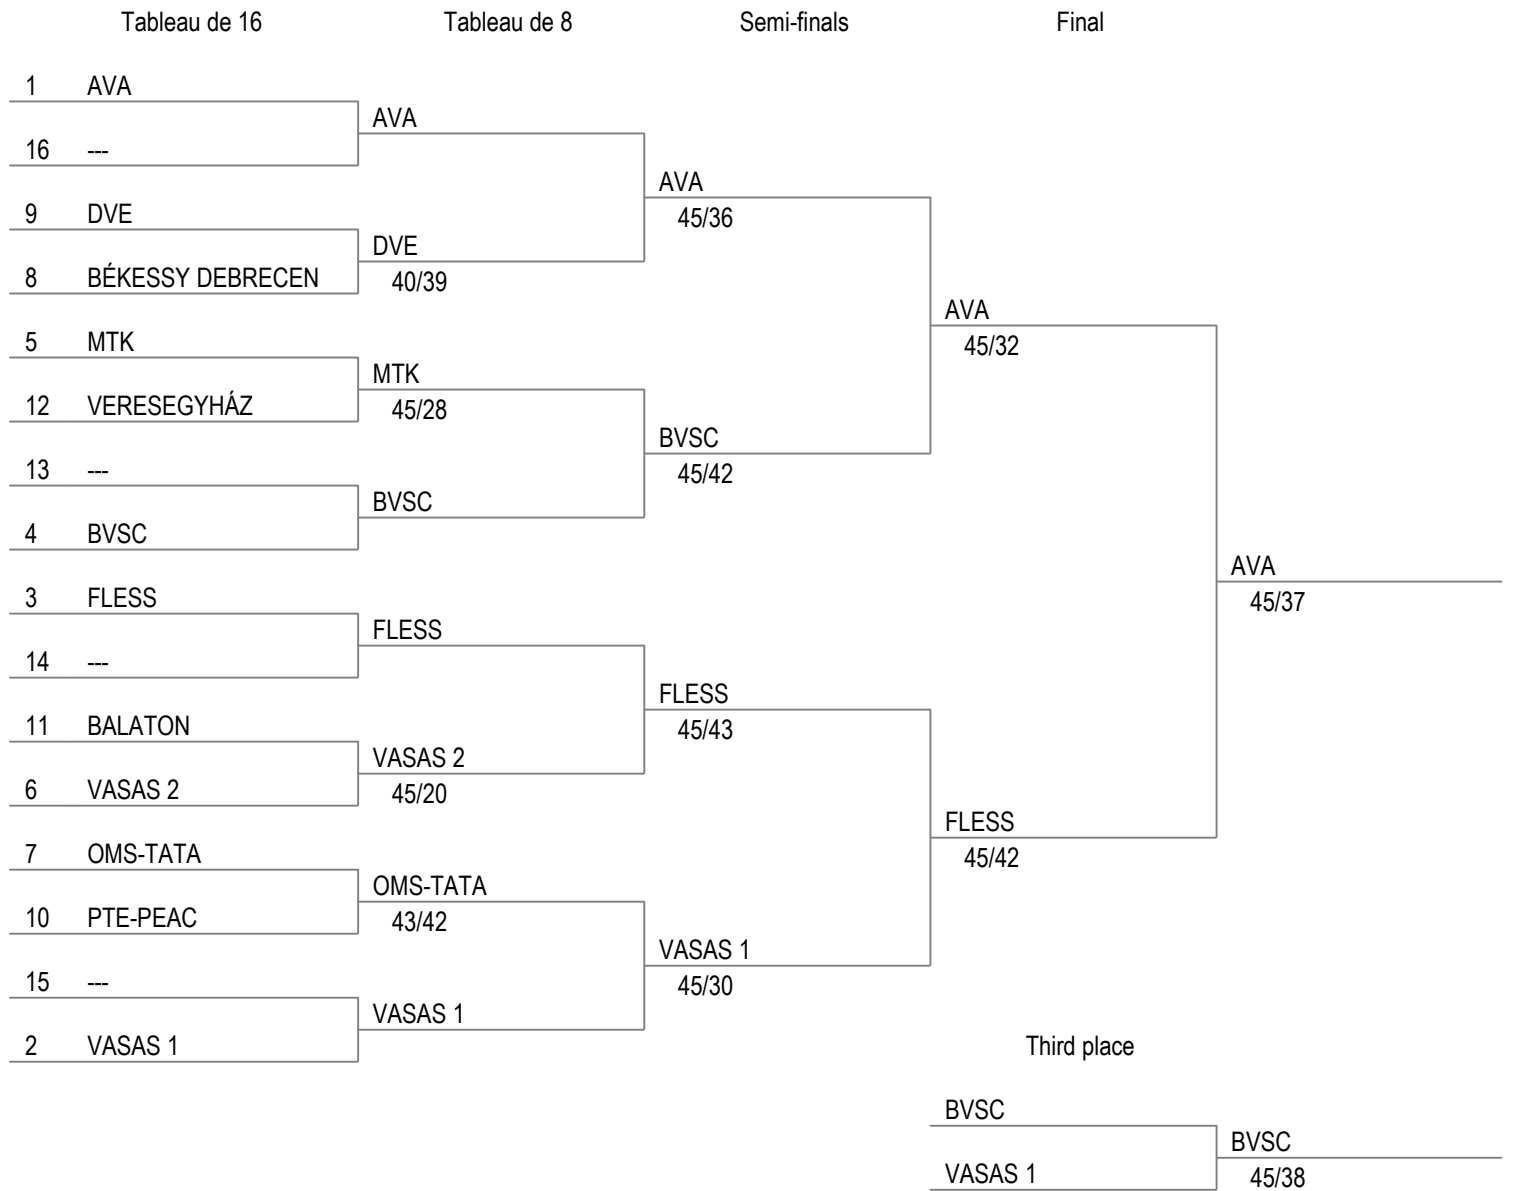 Tableau de 16 Tableau de 8 Semi-finals Final
1 AVA
AVA
16 ---
AVA
45/36
9 DVE
DVE
40/39
8 BÉKESSY DEBRECEN
AVA
45/32
5 MTK
MTK
45/28
12 VERESEGYHÁZ
BVSC
45/42
13 ---
BVSC
4 BVSC
AVA
45/37
3 FLESS
FLESS
14 ---
FLESS
45/43
11 BALATON
VASAS 2
45/20
6 VASAS 2
FLESS
45/42
7 OMS-TATA
OMS-TATA
43/42
10 PTE-PEAC
VASAS 1
45/30
15 ---
VASAS 1
2 VASAS 1
Third place
BVSC
BVSC
45/38
VASAS 1